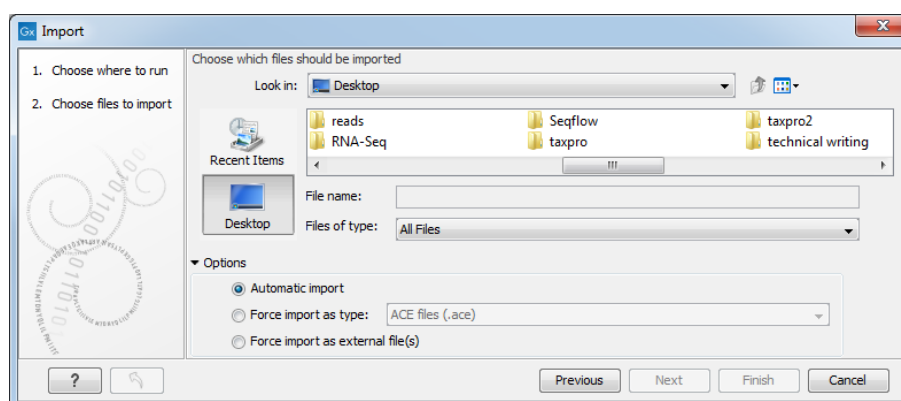 Gx Import
1. Choose where to run
2. Choose files to import
Choose which files should be imported
Look in: Desktop
reads
RNA-Seq
Seqflow
taxpro
taxpro2
technical writing
Recent Items
Desktop
File name:
Files of type: All Files
Options
Automatic import
Force import as type: ACE files (.ace)
Force import as external file(s)
?
Previous
Next
Finish
Cancel